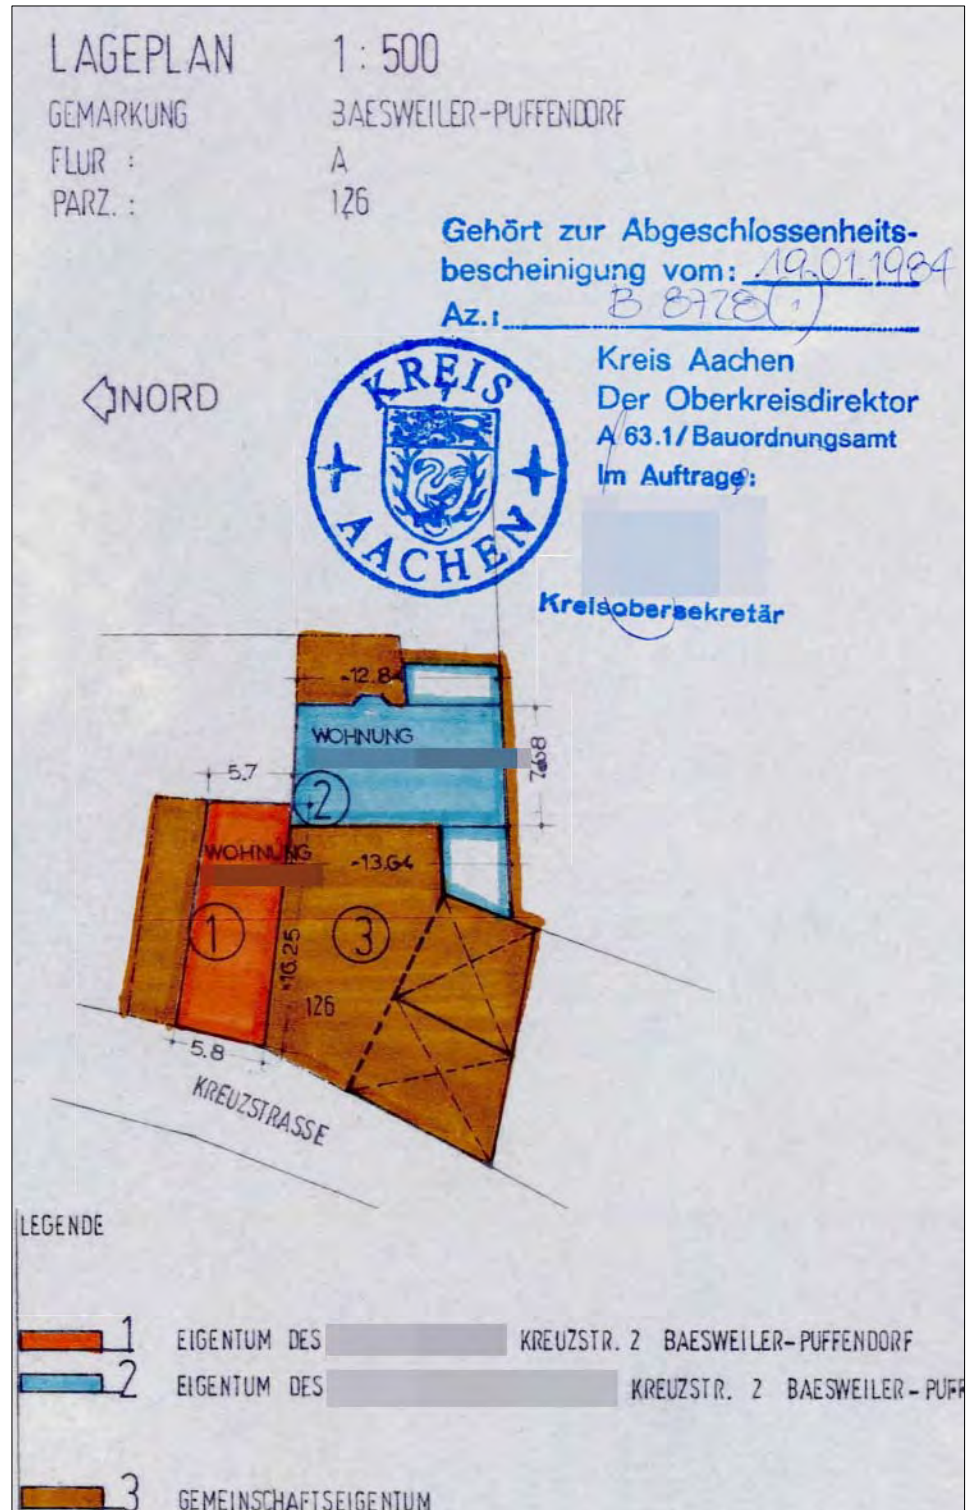 LAGEPLAN 1 : 500
GEMARKUNG BAESWEILER-PUFFENDORF
FLUR : A
PARZ. : 126
Gehört zur Abgeschlossenheits-
bescheinigung vom: 19.01.1984
Az.: B 8728 (1)
Kreis Aachen
Der Oberkreisdirektor
A 63.1/Bauordnungsamt
Im Auftrage:
Kreisobersekretär
NORD
KREIS
AACHEN
-12.8
WOHNUNG
7.68
5.7
2
WOHNUNG
-13.64
1
3
16.25
126
5.8
KREUZSTRASSE
LEGENDE
1 EIGENTUM DES KREUZSTR. 2 BAESWEILER-PUFFENDORF
2 EIGENTUM DES KREUZSTR. 2 BAESWEILER-PUFF
3 GEMEINSCHAFTSEIGENTUM